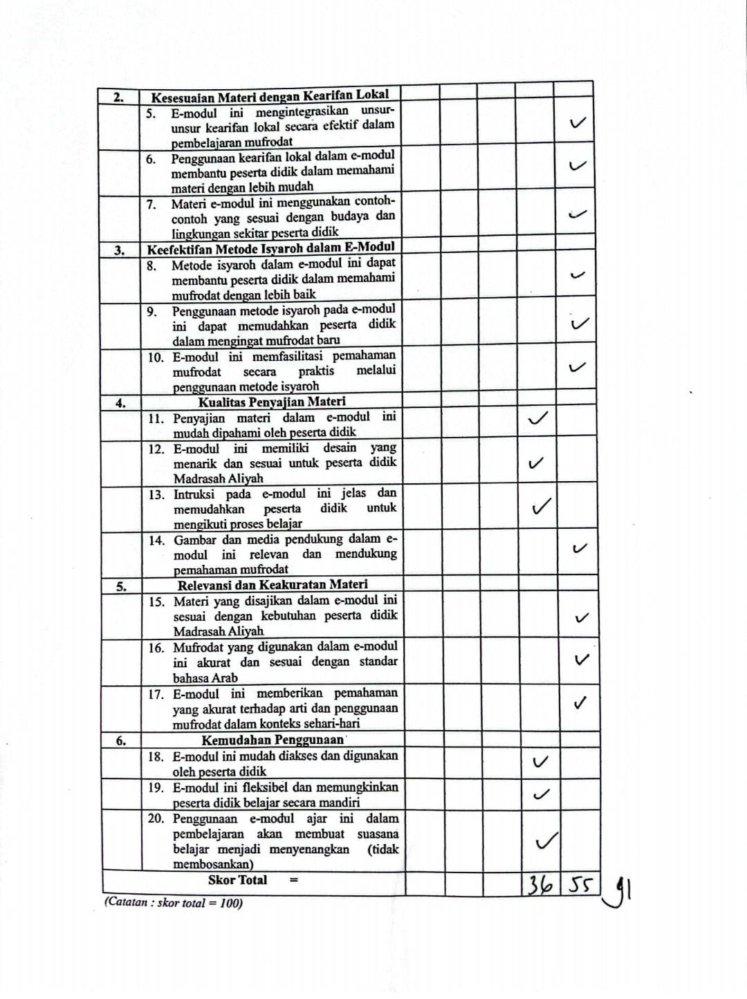 2. Kesesuaian Materi dengan Kearifan Lokal
5. E-modul ini mengintegrasikan unsur-
unsur kearifan lokal secara efektif dalam
pembelajaran mufrodat
✓
6. Penggunaan kearifan lokal dalam e-modul
membantu peserta didik dalam memahami
materi dengan lebih mudah
✓
7. Materi e-modul ini menggunakan contoh-
contoh yang sesuai dengan budaya dan
lingkungan sekitar peserta didik
✓
3. Keefektifan Metode Isyaroh dalam E-Modul
8. Metode isyaroh dalam e-modul ini dapat
membantu peserta didik dalam memahami
mufrodat dengan lebih baik
✓
9. Penggunaan metode isyaroh pada e-modul
ini dapat memudahkan peserta didik
dalam mengingat mufrodat baru
✓
10. E-modul ini memfasilitasi pemahaman
mufrodat secara praktis melalui
penggunaan metode isyaroh
✓
4. Kualitas Penyajian Materi
11. Penyajian materi dalam e-modul ini
mudah dipahami oleh peserta didik
✓
12. E-modul ini memiliki desain yang
menarik dan sesuai untuk peserta didik
Madrasah Aliyah
✓
13. Intruksi pada e-modul ini jelas dan
memudahkan peserta didik untuk
mengikuti proses belajar
✓
14. Gambar dan media pendukung dalam e-
modul ini relevan dan mendukung
pemahaman mufrodat
✓
5. Relevansi dan Keakuratan Materi
15. Materi yang disajikan dalam e-modul ini
sesuai dengan kebutuhan peserta didik
Madrasah Aliyah
✓
16. Mufrodat yang digunakan dalam e-modul
ini akurat dan sesuai dengan standar
bahasa Arab
✓
17. E-modul ini memberikan pemahaman
yang akurat terhadap arti dan penggunaan
mufrodat dalam konteks sehari-hari
✓
6. Kemudahan Penggunaan
18. E-modul ini mudah diakses dan digunakan
oleh peserta didik
✓
19. E-modul ini fleksibel dan memungkinkan
peserta didik belajar secara mandiri
✓
20. Penggunaan e-modul ajar ini dalam
pembelajaran akan membuat suasana
belajar menjadi menyenangkan (tidak
membosankan)
✓
Skor Total = 36 55 91
(Catatan : skor total = 100)